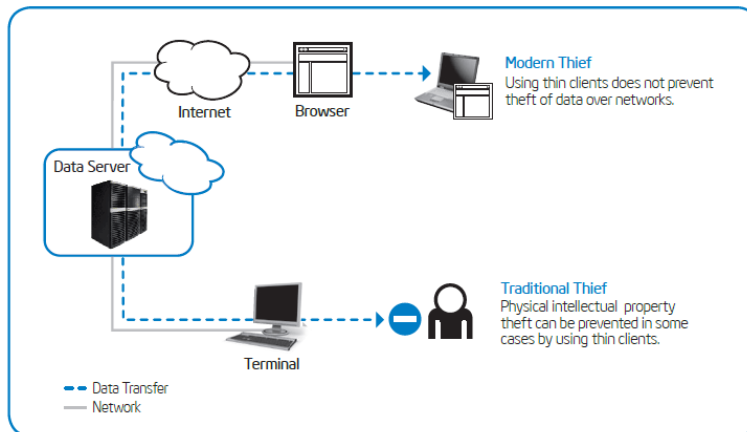 Modern Thief
Using thin clients does not prevent
theft of data over networks.
Internet
Browser
Data Server
Traditional Thief
Physical intellectual property
theft can be prevented in some
cases by using thin clients.
Terminal
Data Transfer
Network